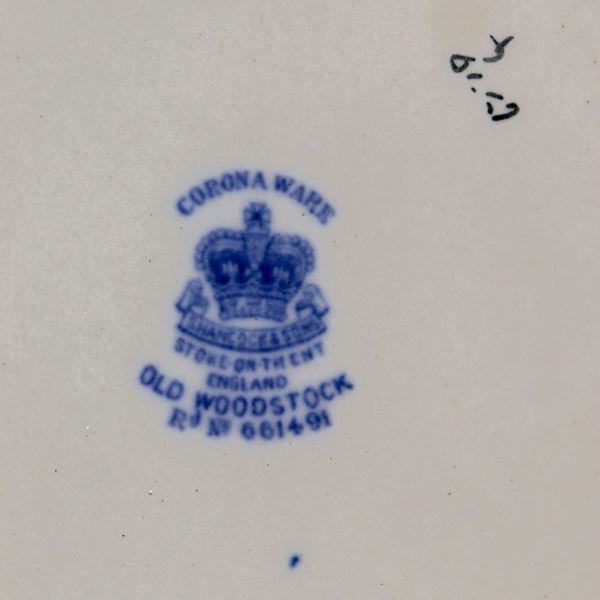 CORONA WARE
S. HANCOCK & SONS
STOKE-ON-TRENT
ENGLAND
OLD WOODSTOCK
Rd No 661491